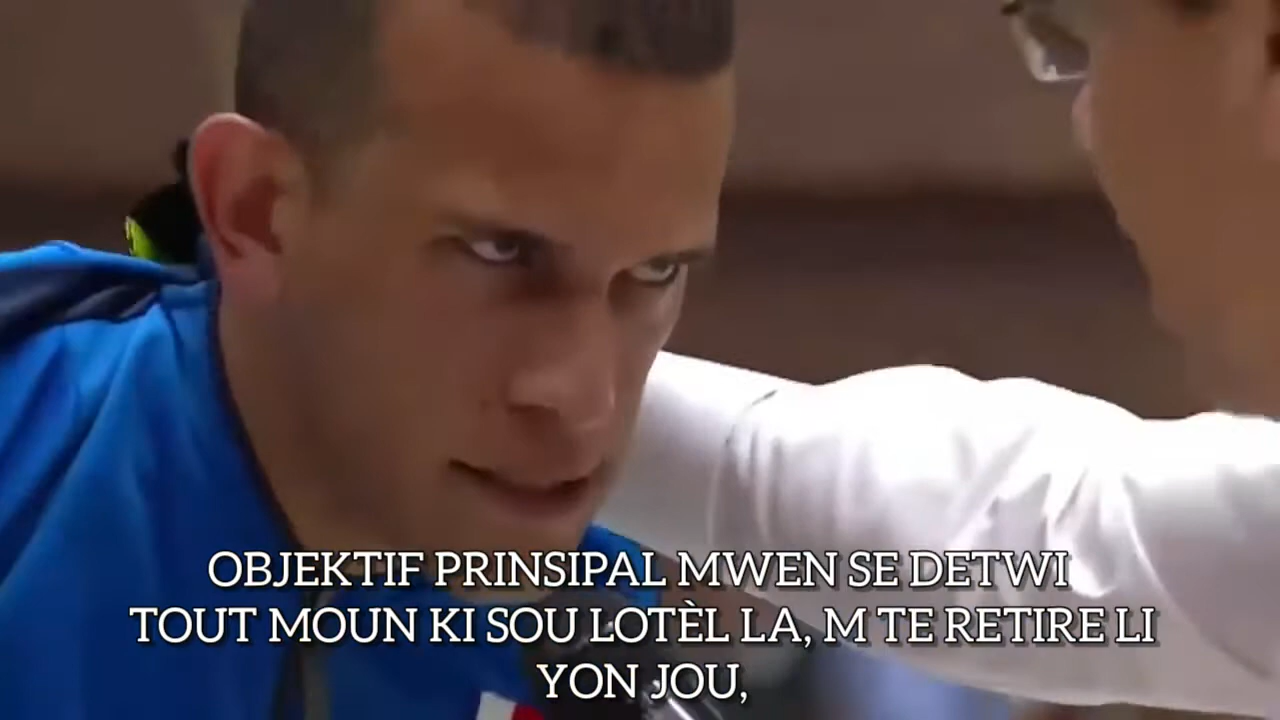 OBJEKTIF PRINSIPAL MWEN SE DETWI
TOUT MOUN KI SOU LOTÈL LA, M TE RETIRE LI
YON JOU,